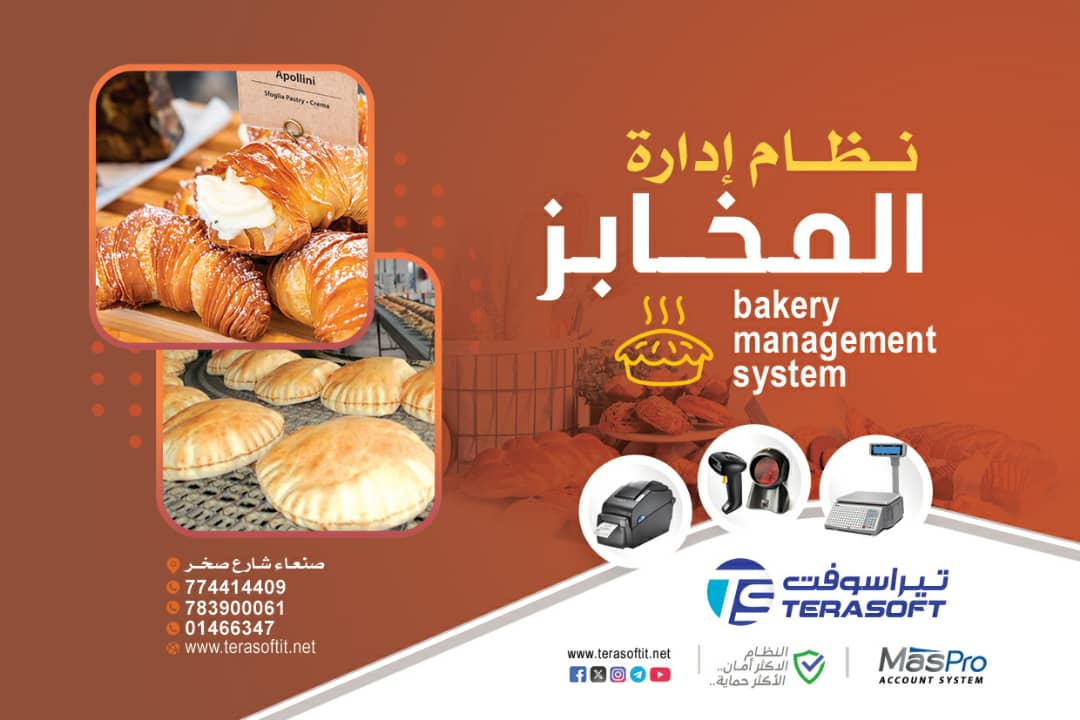 Apollini
Sfoglia Pastry • Crema
نظام إدارة
المخابز
bakery
management
system
صنعاء شارع صخر
774414409
783900061
01466347
www.terasoftit.net
تيراسوفت
TERASOFT
www.terasoftit.net
النظام
الاكثر أمان..
الأكثر حماية..
MasPro
ACCOUNT SYSTEM